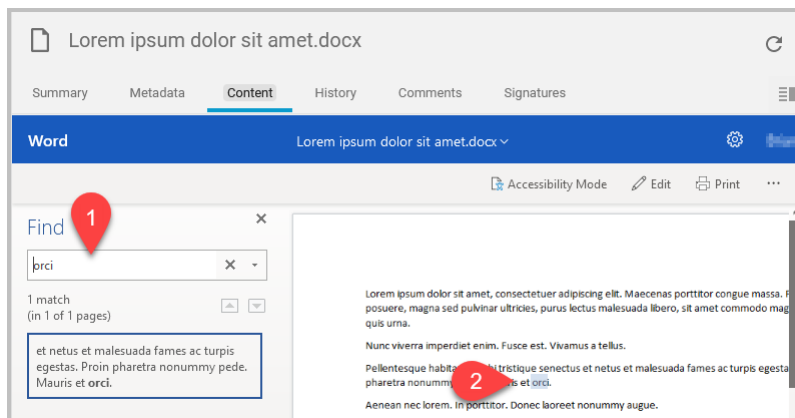 Lorem ipsum dolor sit amet.docx
Summary Metadata Content History Comments Signatures
Word Lorem ipsum dolor sit amet.docx
Accessibility Mode Edit Print ...
Find
1
orci
1 match
(in 1 of 1 pages)
et netus et malesuada fames ac turpis
egestas. Proin pharetra nonummy pede.
Mauris et orci.
Lorem ipsum dolor sit amet, consectetuer adipiscing elit. Maecenas porttitor congue massa.
posuere, magna sed pulvinar ultricies, purus lectus malesuada libero, sit amet commodo mag
quis urna.
Nunc viverra imperdiet enim. Fusce est. Vivamus a tellus.
Pellentesque tristique senectus et netus et malesuada fames ac turpis egesta
pharetra nonummy et orci.
2
Aenean nec lorem. In porttitor. Donec laoreet nonummy augue.